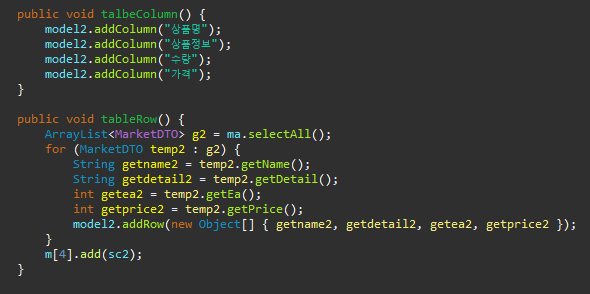 public void talbeColumn() {
    model2.addColumn("상품명");
    model2.addColumn("상품정보");
    model2.addColumn("수량");
    model2.addColumn("가격");
}

public void tableRow() {
    ArrayList<MarketDTO> g2 = ma.selectAll();
    for (MarketDTO temp2 : g2) {
        String getname2 = temp2.getName();
        String getdetail2 = temp2.getDetail();
        int getea2 = temp2.getEa();
        int getprice2 = temp2.getPrice();
        model2.addRow(new Object[] { getname2, getdetail2, getea2, getprice2 });
    }
    m[4].add(sc2);
}